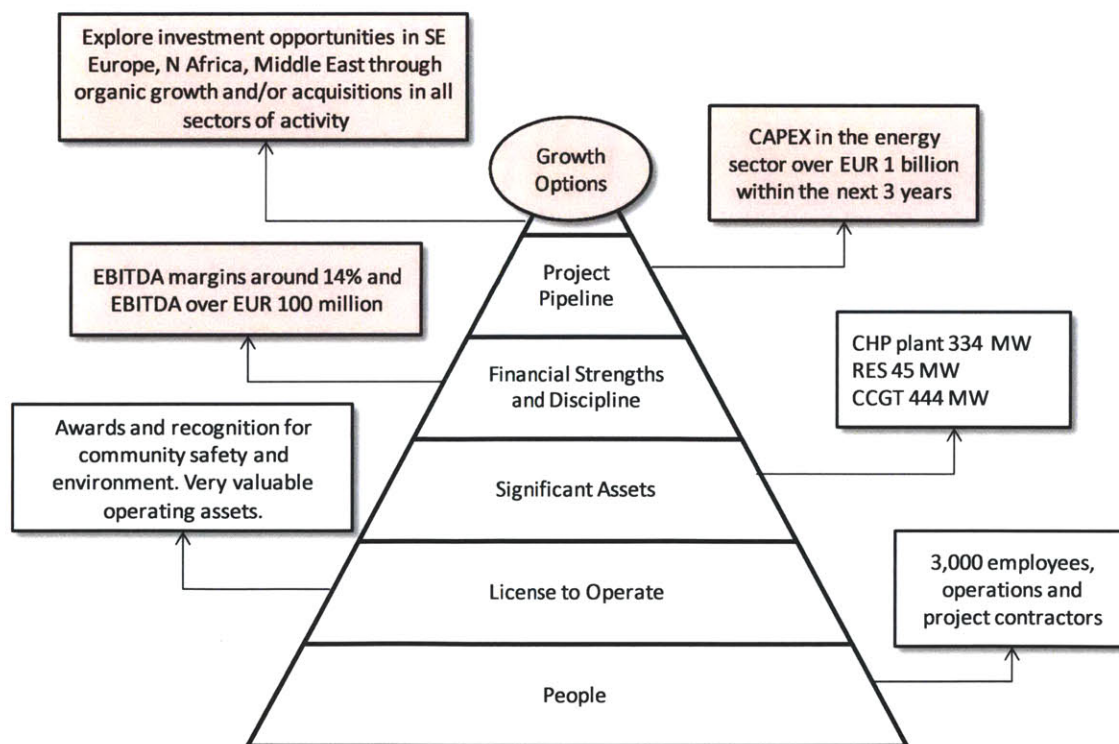 Explore investment opportunities in SE
Europe, N Africa, Middle East through
organic growth and/or acquisitions in all
sectors of activity
Growth
Options
CAPEX in the energy
sector over EUR 1 billion
within the next 3 years
EBITDA margins around 14% and
EBITDA over EUR 100 million
Project
Pipeline
CHP plant 334 MW
RES 45 MW
CCGT 444 MW
Financial Strengths
and Discipline
Awards and recognition for
community safety and
environment. Very valuable
operating assets.
Significant Assets
3,000 employees,
operations and
project contractors
License to Operate
People